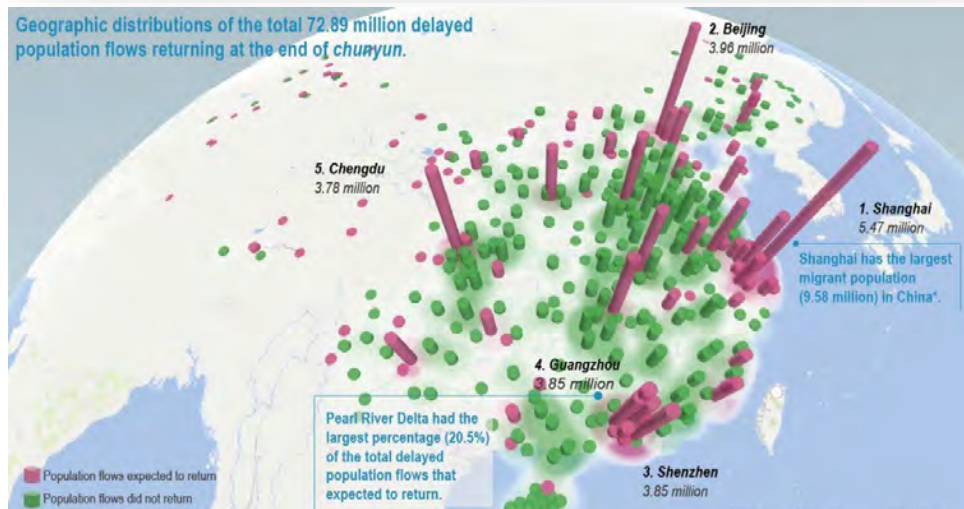 Geographic distributions of the total 72.89 million delayed
population flows returning at the end of chunyun.
2. Beijing
3.96 million
5. Chengdu
3.78 million
1. Shanghai
5.47 million
Shanghai has the largest
migrant population
(9.58 million) in China*.
4. Guangzhou
3.85 million
Pearl River Delta had the
largest percentage (20.5%)
of the total delayed
population flows that
expected to return.
3. Shenzhen
3.85 million
Population flows expected to return
Population flows did not return